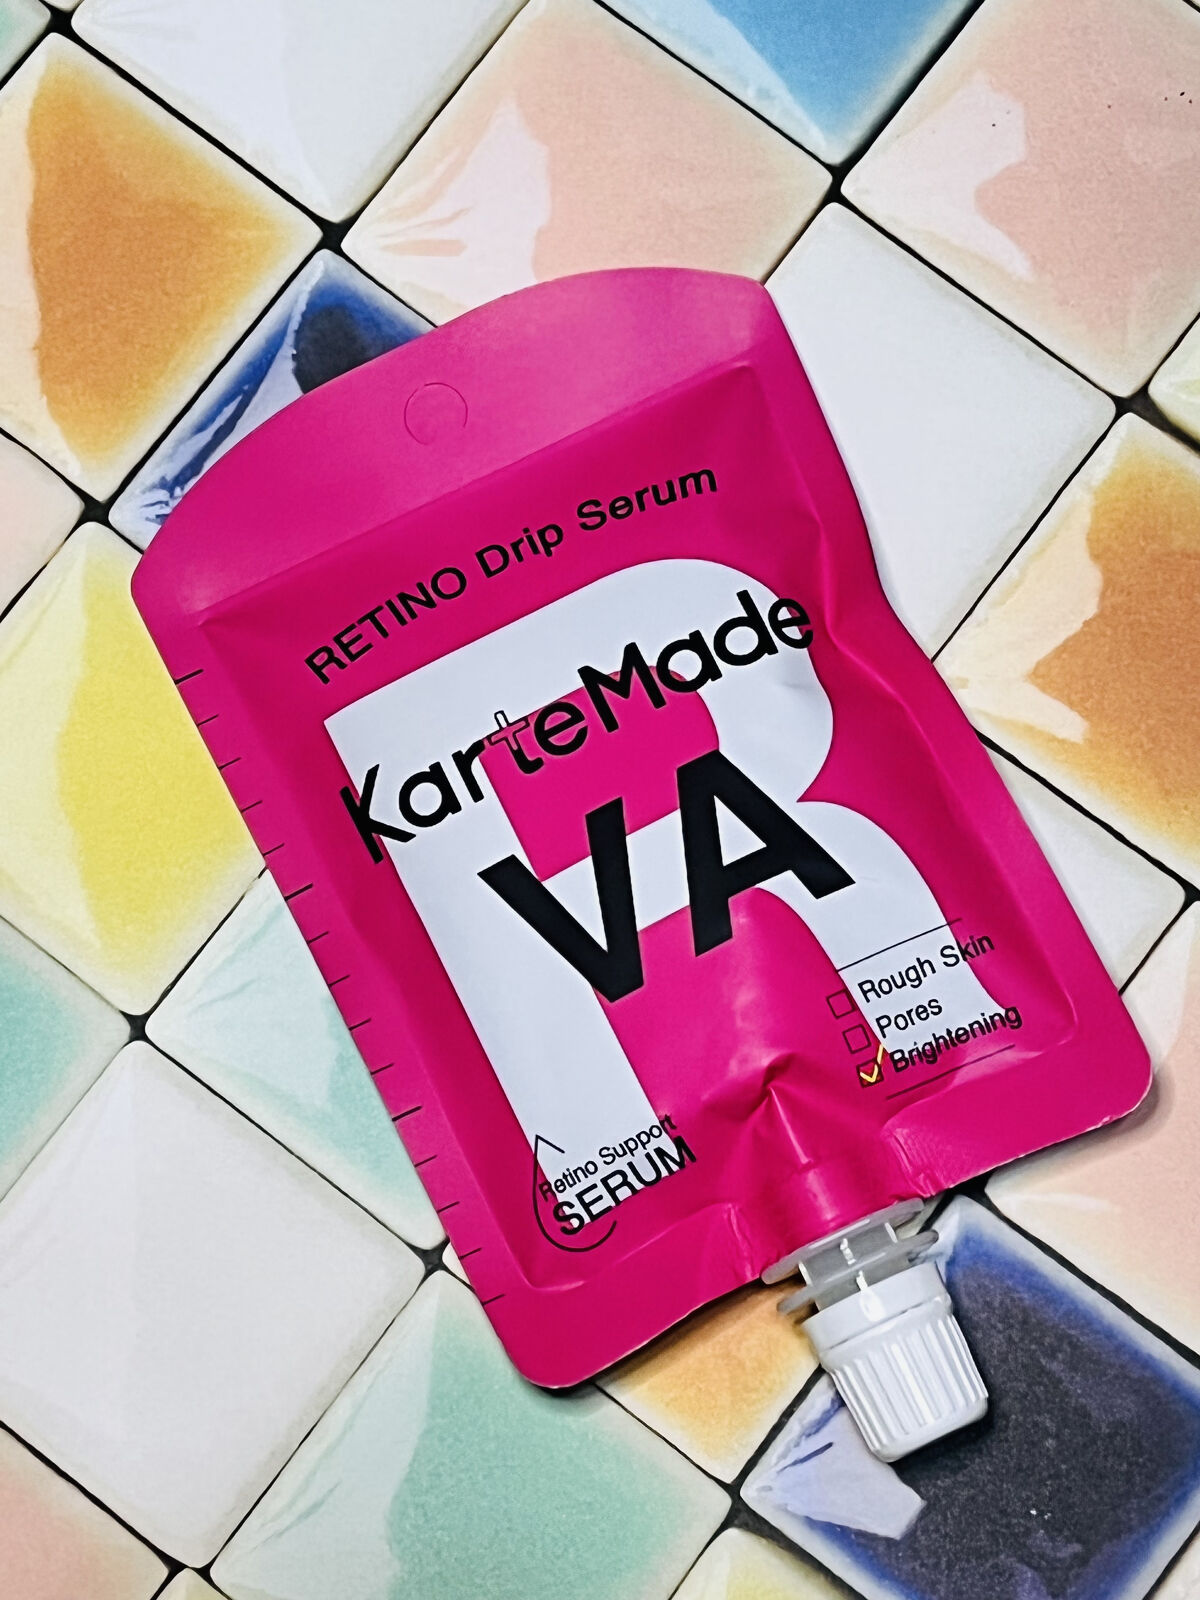 RETINO Drip Serum
KarteMade
VA
Rough Skin
Pores
Brightening
Retino Support
SERUM